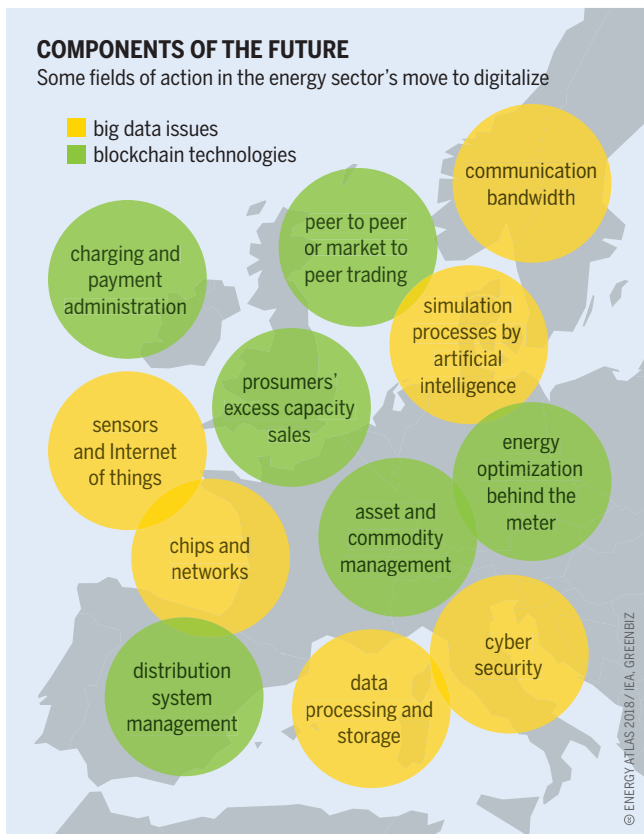 COMPONENTS OF THE FUTURE
Some fields of action in the energy sector's move to digitalize
big data issues
blockchain technologies
communication
bandwidth
peer to peer
or market to
peer trading
charging and
payment
administration
simulation
processes by
artificial
intelligence
prosumers'
excess capacity
sales
sensors
and Internet
of things
energy
optimization
behind the
meter
asset and
commodity
management
chips and
networks
cyber
security
distribution
system
management
data
processing and
storage
ENERGY ATLAS 2018 / IEA, GREENBIZ